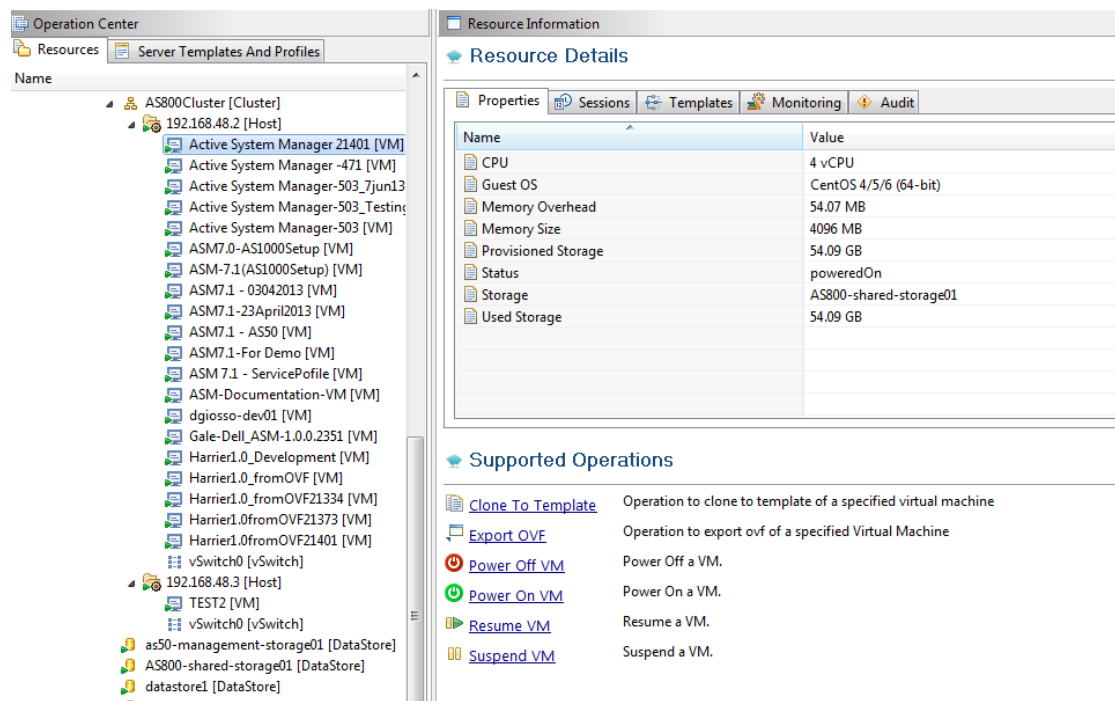 Operation Center
Resources
Server Templates And Profiles
Name
AS800Cluster [Cluster]
192.168.48.2 [Host]
Active System Manager 21401 [VM]
Active System Manager -471 [VM]
Active System Manager-503_7jun13
Active System Manager-503_Testing
Active System Manager-503 [VM]
ASM7.0-AS1000Setup [VM]
ASM-7.1(AS1000Setup) [VM]
ASM7.1 - 03042013 [VM]
ASM7.1-23April2013 [VM]
ASM7.1 - AS50 [VM]
ASM7.1-For Demo [VM]
ASM 7.1 - ServicePofile [VM]
ASM-Documentation-VM [VM]
dgiosso-dev01 [VM]
Gale-Dell_ASM-1.0.0.2351 [VM]
Harrier1.0_Development [VM]
Harrier1.0_fromOVF [VM]
Harrier1.0_fromOVF21334 [VM]
Harrier1.0fromOVF21373 [VM]
Harrier1.0fromOVF21401 [VM]
vSwitch0 [vSwitch]
192.168.48.3 [Host]
TEST2 [VM]
vSwitch0 [vSwitch]
as50-management-storage01 [DataStore]
AS800-shared-storage01 [DataStore]
datastore1 [DataStore]
Resource Information
Resource Details
Properties Sessions Templates Monitoring Audit
Name Value
CPU 4 vCPU
Guest OS CentOS 4/5/6 (64-bit)
Memory Overhead 54.07 MB
Memory Size 4096 MB
Provisioned Storage 54.09 GB
Status poweredOn
Storage AS800-shared-storage01
Used Storage 54.09 GB
Supported Operations
Clone To Template Operation to clone to template of a specified virtual machine
Export OVF Operation to export ovf of a specified Virtual Machine
Power Off VM Power Off a VM.
Power On VM Power On a VM.
Resume VM Resume a VM.
Suspend VM Suspend a VM.